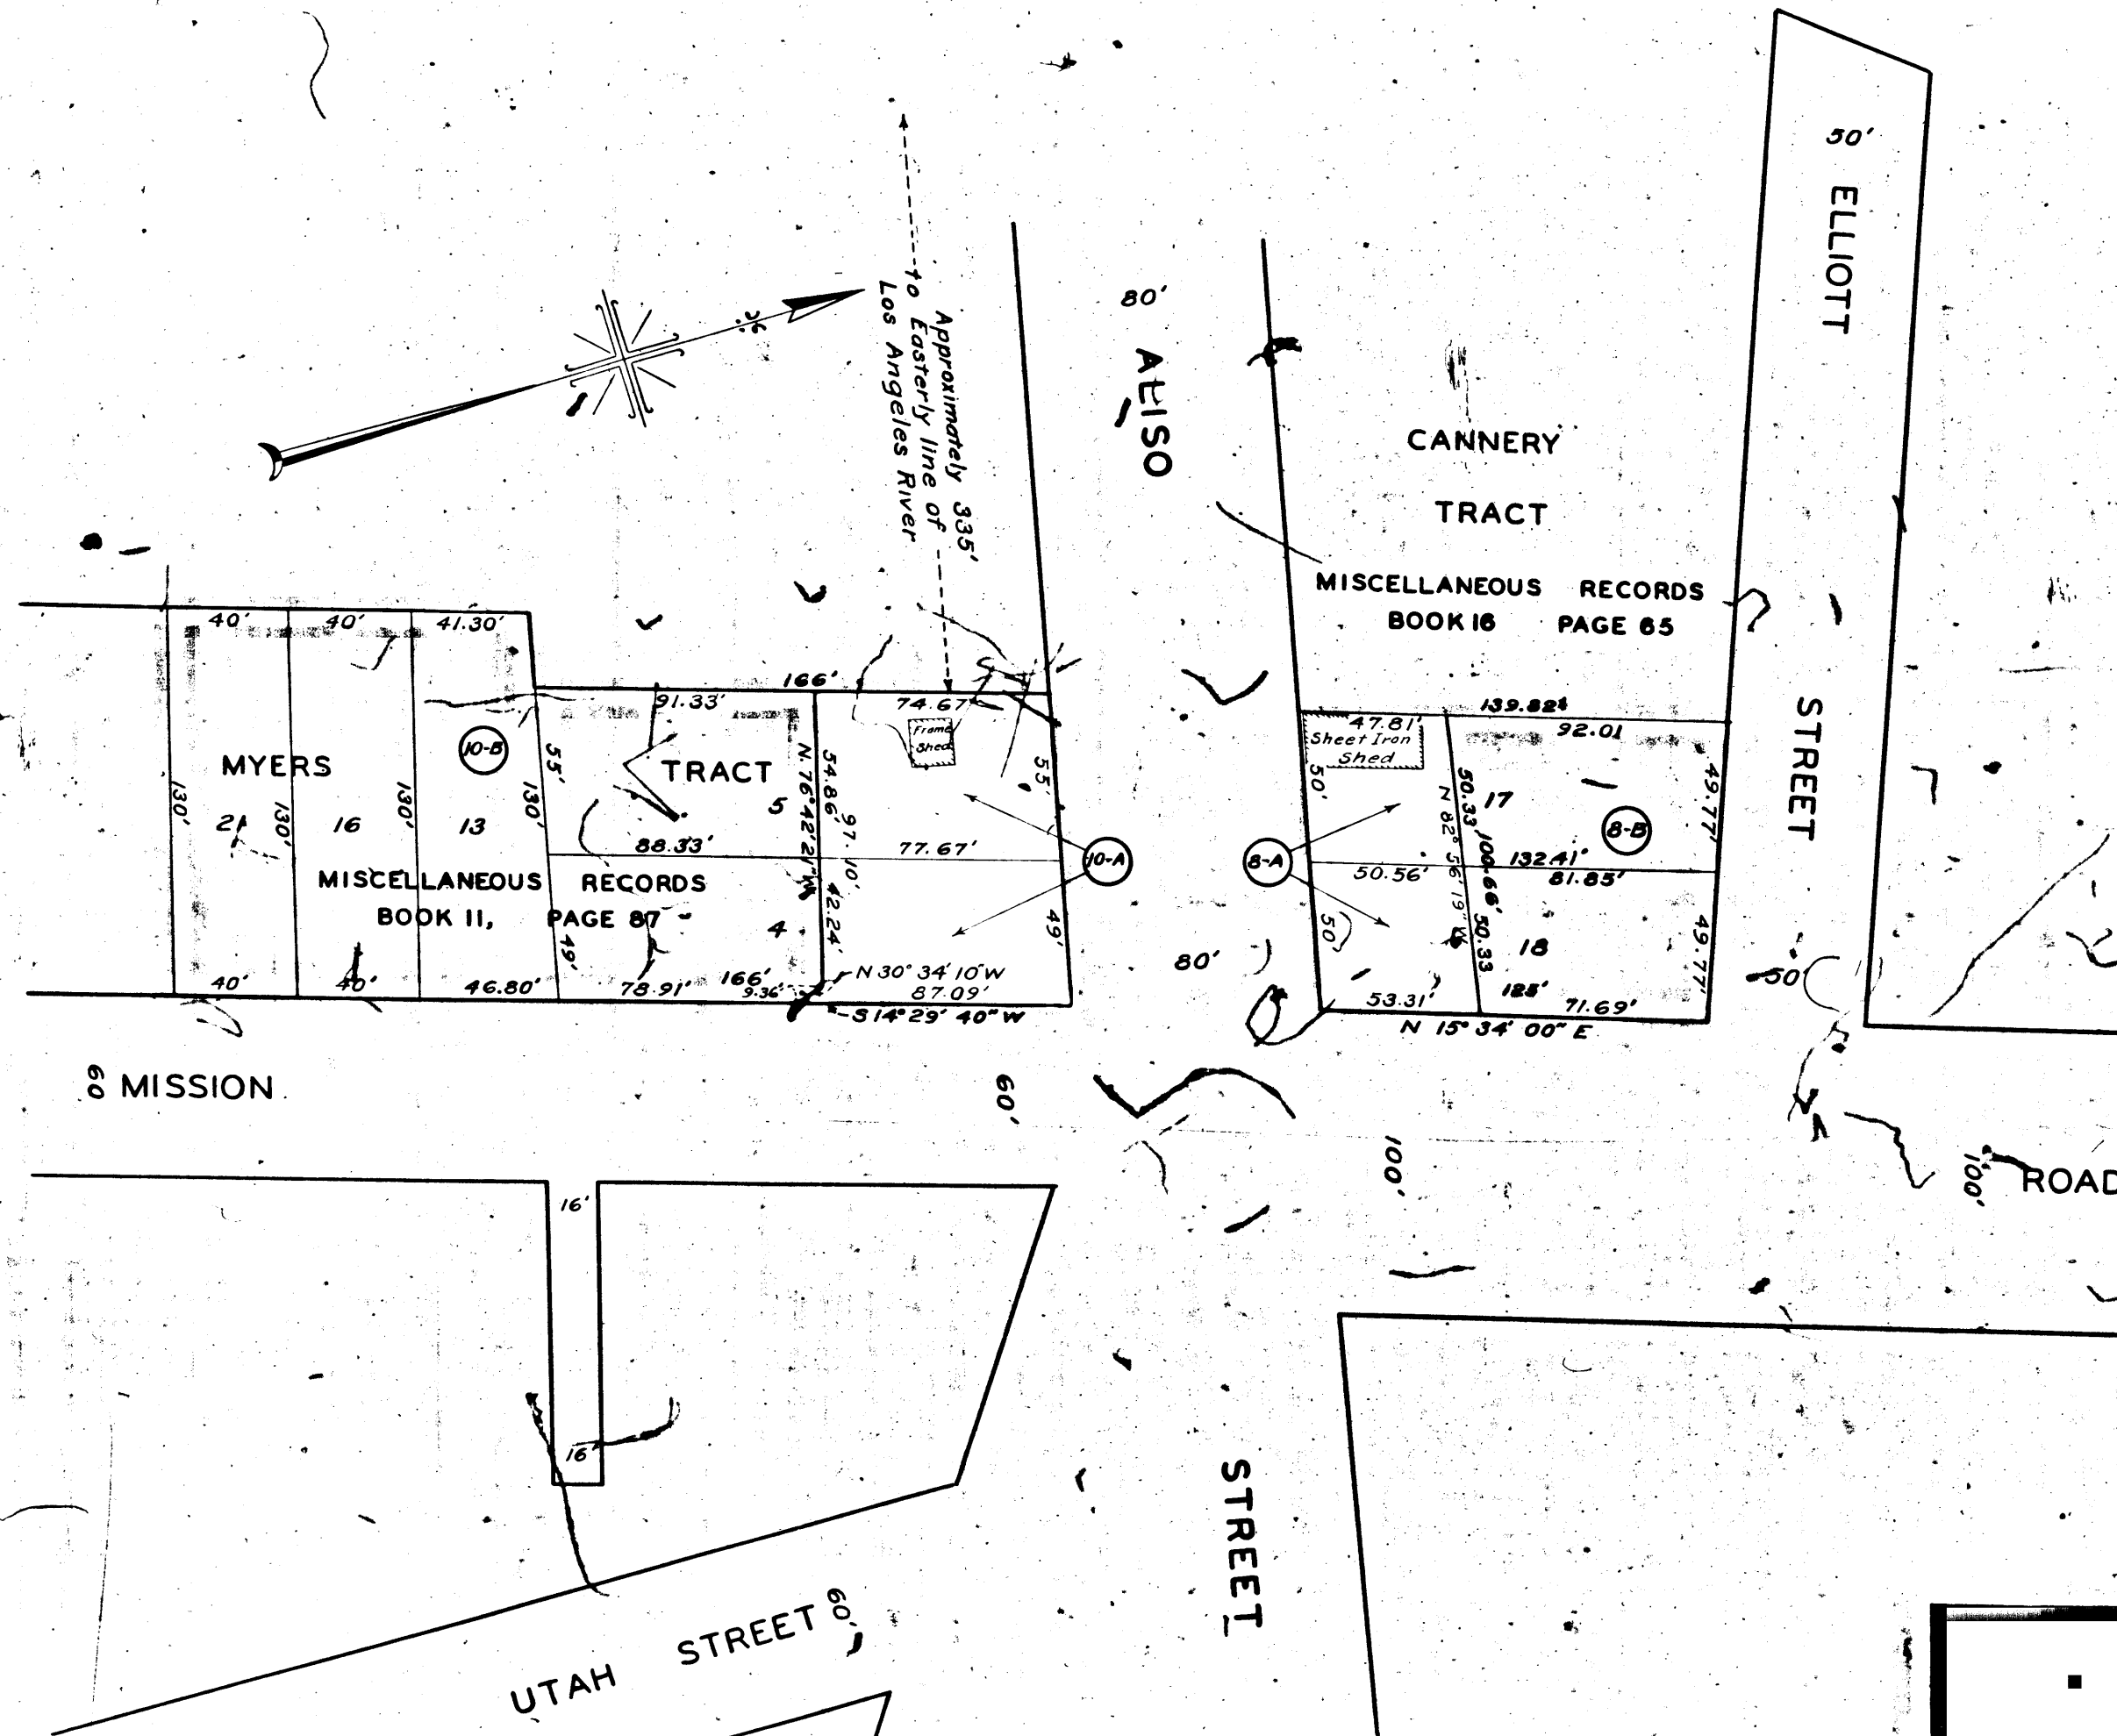 50'
ELLIOTT
STREET
50'
80'
ALISO
80'
STREET
Approximately 335'
to Easterly line of
Los Angeles River
CANNERY
TRACT
MISCELLANEOUS RECORDS
BOOK 16 PAGE 65
40'
40'
41.30'
166'
91.33'
74.67'
Frame
Shed
139.82
47.81'
92.01
Sheet Iron
Shed
MYERS
10-B
TRACT
130'
130'
130'
130'
55'
N. 76° 42' 21" W
54.86'
97.10'
55'
50'
50.33'
N 82° 56' 19" W
100.66'
17
8-B
49.77'
21
16
13
5
88.33'
77.67'
10-A
8-A
132.41'
50.56'
81.85'
MISCELLANEOUS RECORDS
BOOK 11, PAGE 87
49'
4
42.24'
49'
50'
50.33
18
49.77'
40'
40'
46.80'
78.91'
166'
9.36'
N 30° 34' 10" W
87.09'
S 14° 29' 40" W
53.31'
125'
71.69'
N 15° 34' 00" E
60 MISSION
60'
100'
100'
ROAD
16'
16'
UTAH STREET 60'